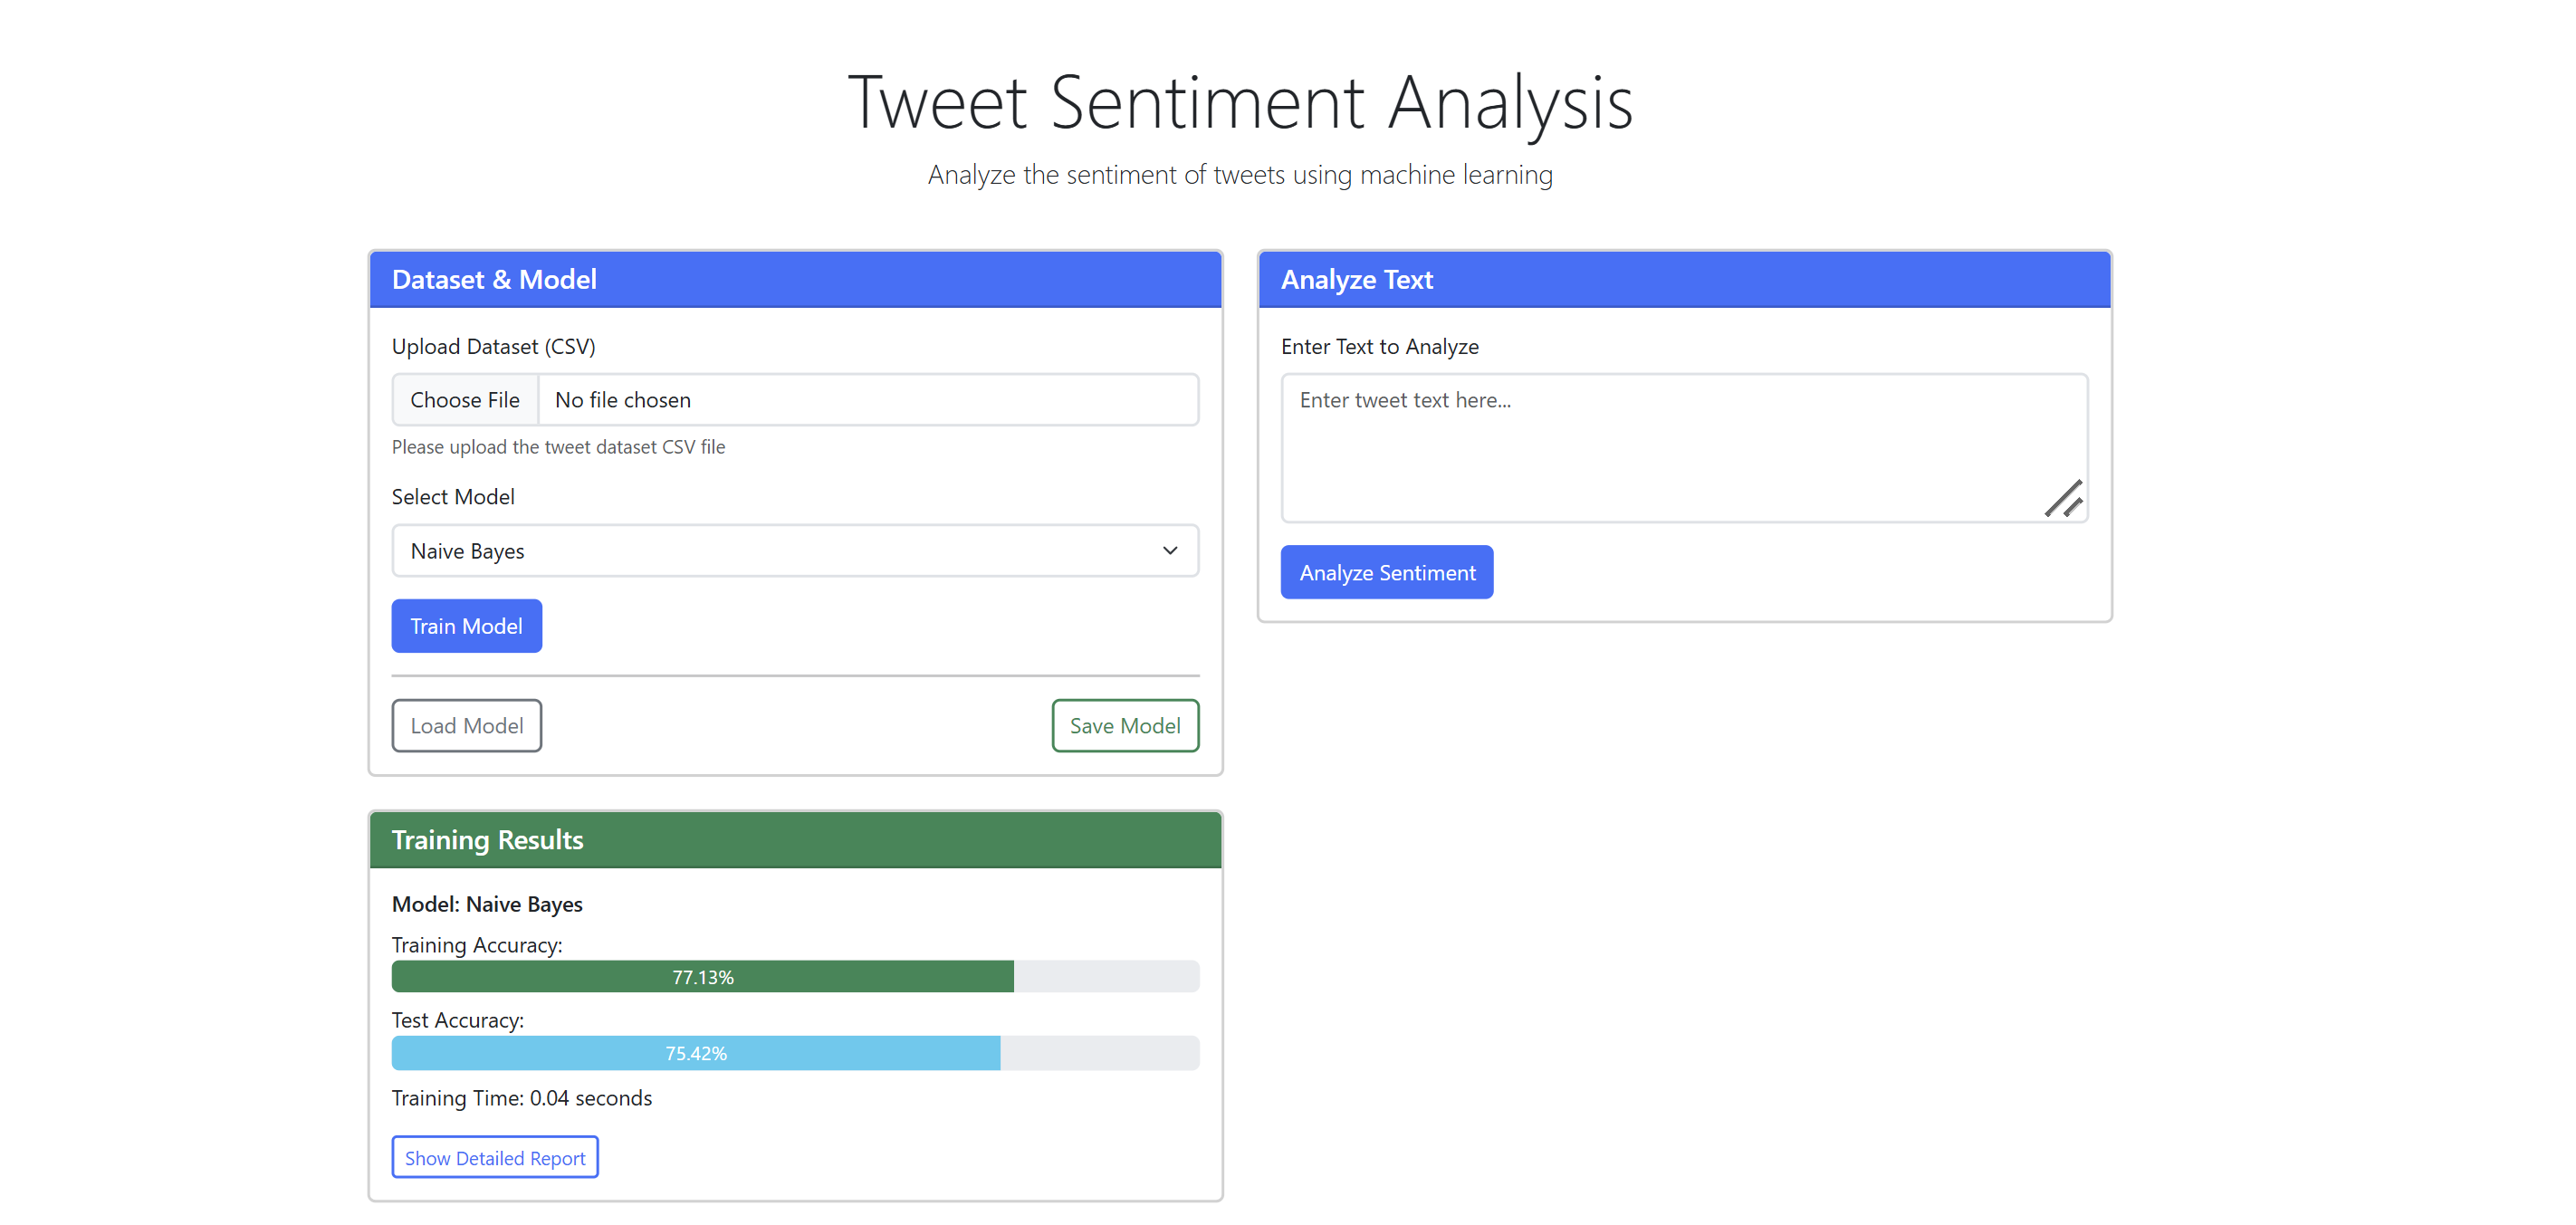 Tweet Sentiment Analysis
Analyze the sentiment of tweets using machine learning
Dataset & Model
Upload Dataset (CSV)
Choose File No file chosen
Please upload the tweet dataset CSV file
Select Model
Naive Bayes
Train Model
Load Model Save Model
Analyze Text
Enter Text to Analyze
Enter tweet text here...
Analyze Sentiment
Training Results
Model: Naive Bayes
Training Accuracy:
77.13%
Test Accuracy:
75.42%
Training Time: 0.04 seconds
Show Detailed Report